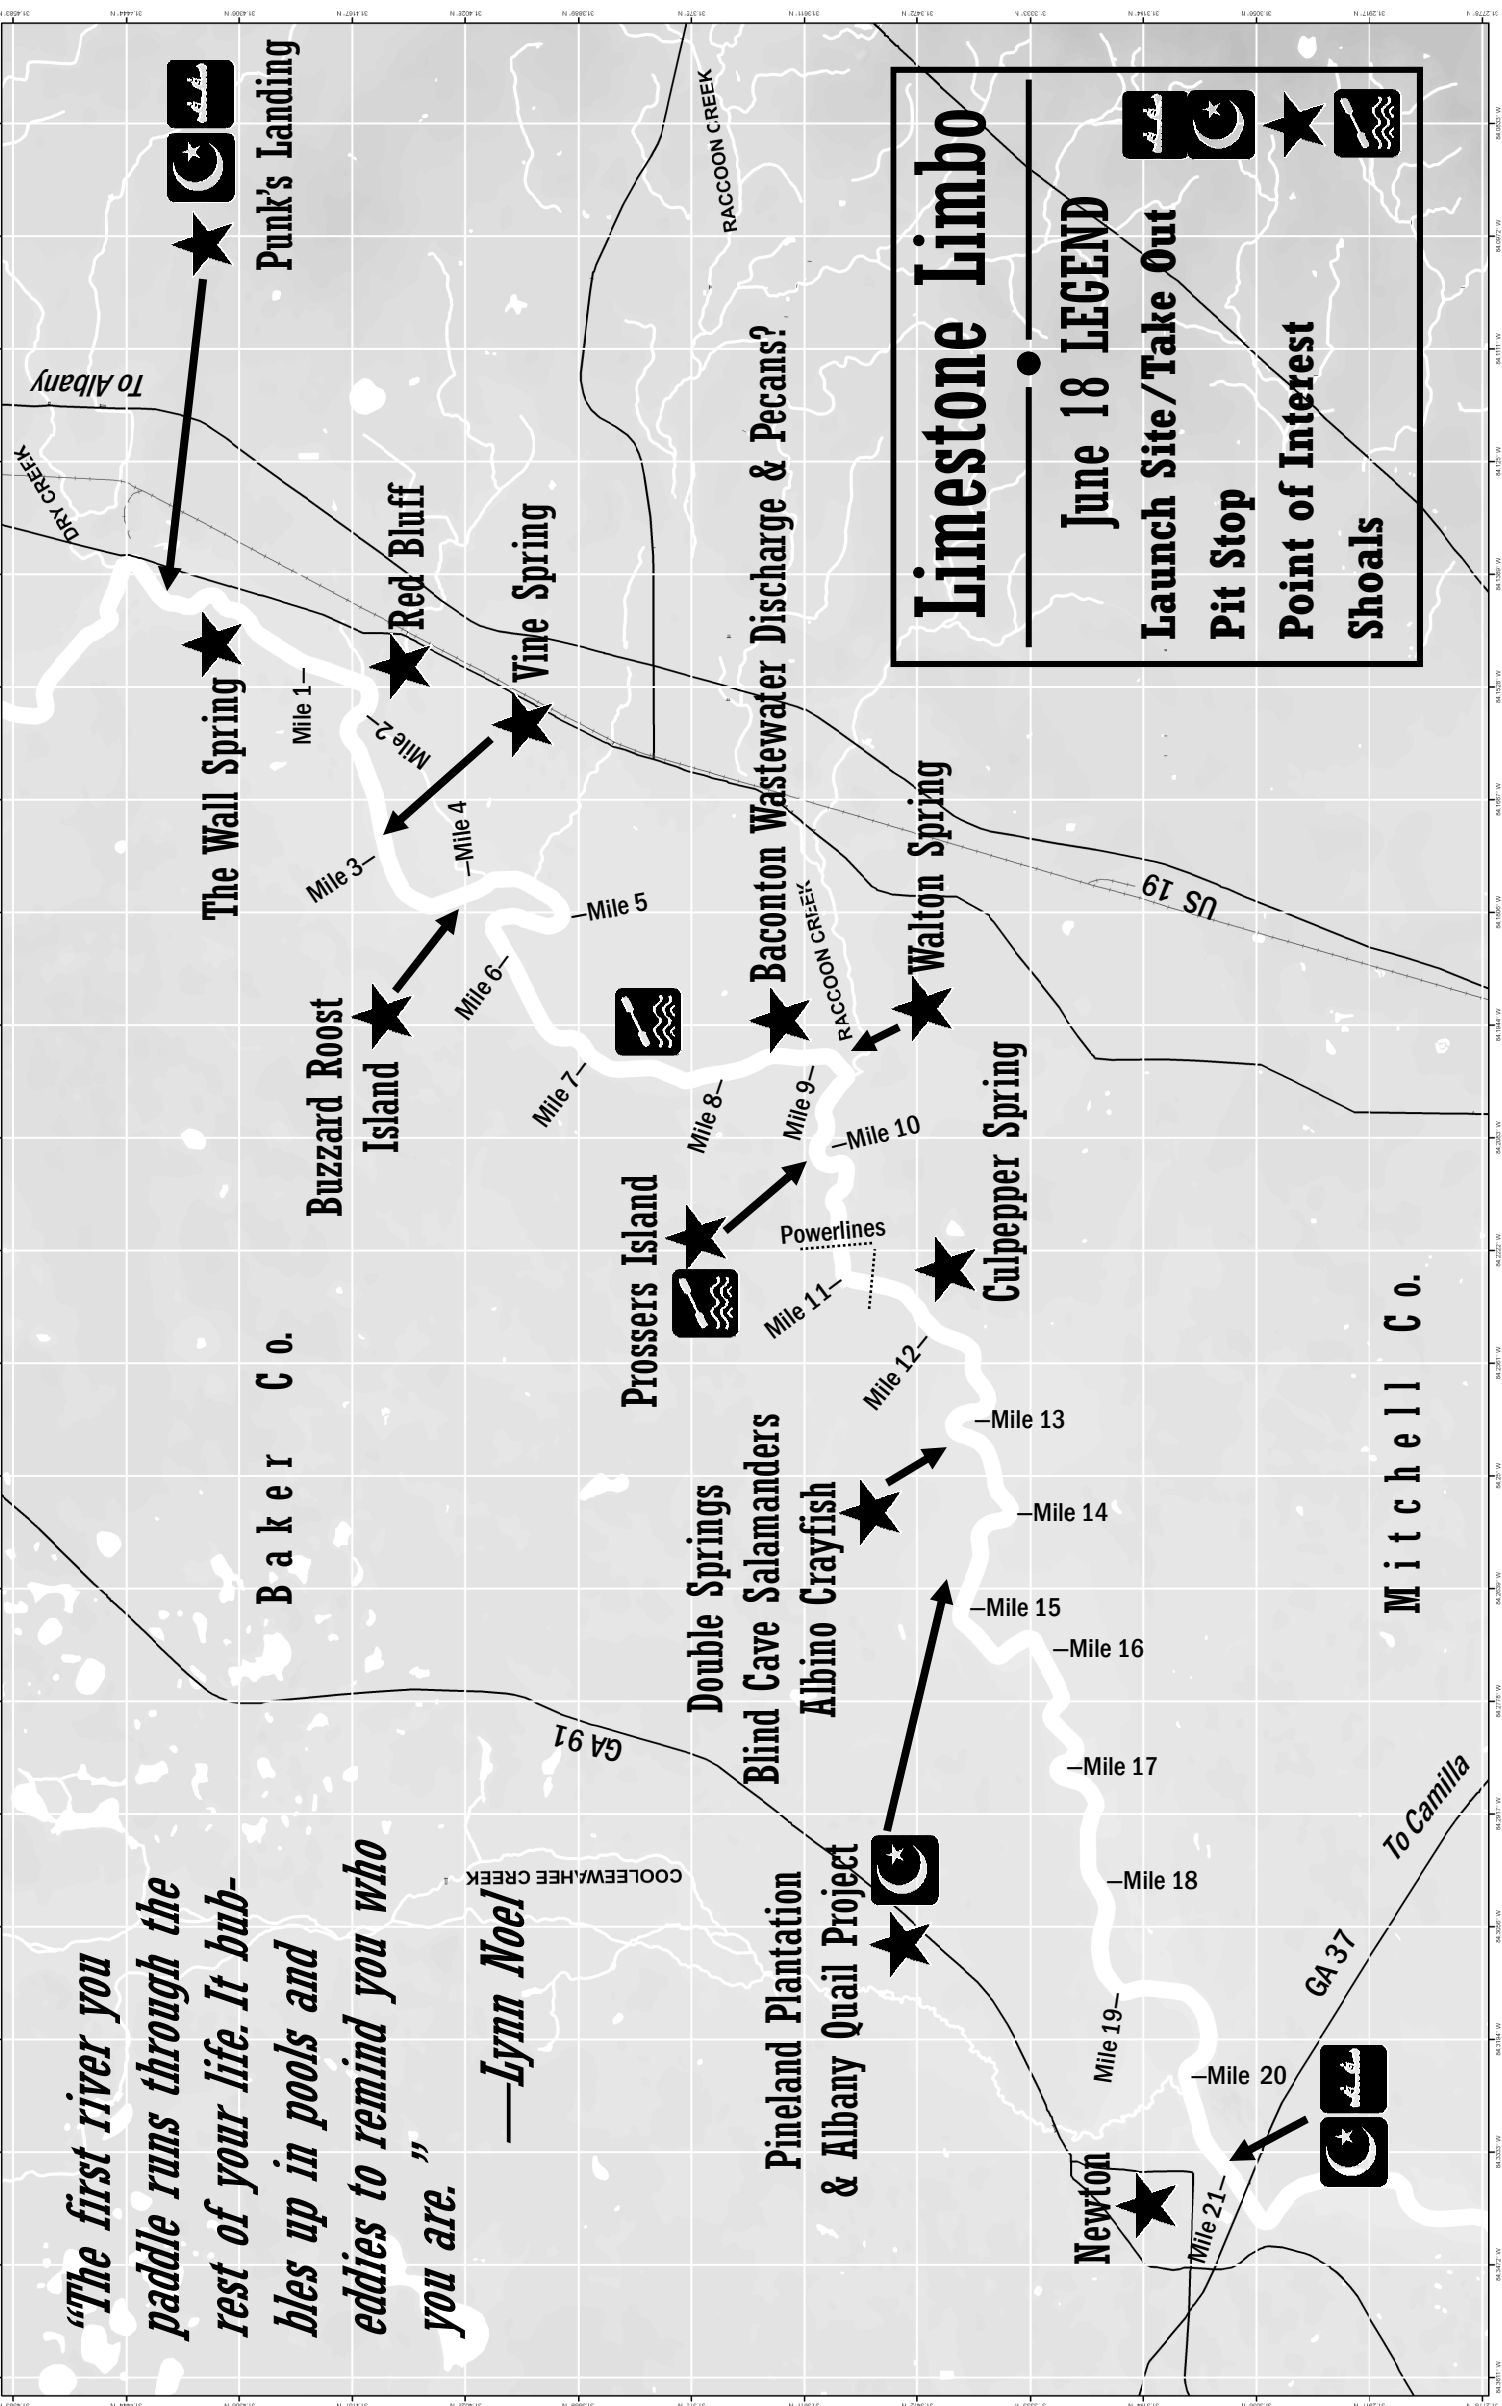 “The first river you
paddle runs through the
rest of your life. It bub-
bles up in pools and
eddies to remind you who
you are. ”
—Lynn Noel
Limestone Limbo
June 18 LEGEND
Launch Site/Take Out
Pit Stop
Point of Interest
Shoals
Punk’s Landing
To Albany
DRY CREEK
The Wall Spring
Mile 1
Red Bluff
Mile 2
Vine Spring
Mile 3
Mile 4
Buzzard Roost
Island
Mile 5
Mile 6
Mile 7
Mile 8
Baconton Wastewater Discharge & Pecans?
RACCOON CREEK
RACCOON CREEK
Mile 9
Walton Spring
US 19
Mile 10
Prossers Island
Powerlines
Mile 11
Culpepper Spring
Mile 12
Mile 13
Double Springs
Blind Cave Salamanders
Albino Crayfish
Mile 14
Mile 15
Pineland Plantation
& Albany Quail Project
Mile 16
Mile 17
Mile 18
Mile 19
Mile 20
Mile 21
Newton
GA 91
COOLEEWAHEE CREEK
GA 37
To Camilla
Baker Co.
Mitchell Co.